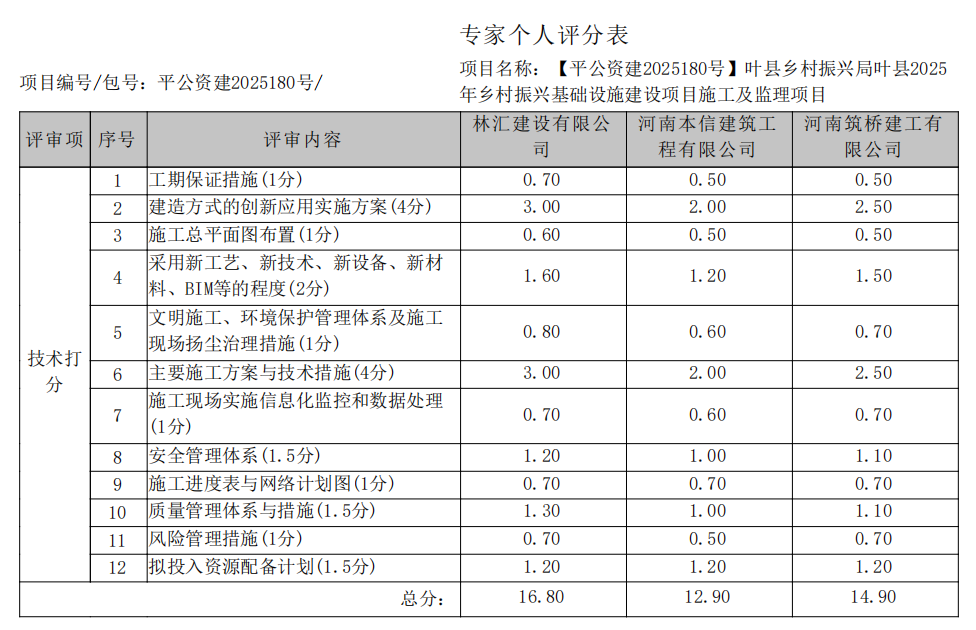 专家个人评分表
项目编号/包号：平公资建2025180号/
项目名称：【平公资建2025180号】叶县乡村振兴局叶县2025
年乡村振兴基础设施建设项目施工及监理项目
评审项 序号 评审内容 林汇建设有限公司 河南本信建筑工程有限公司 河南筑桥建工有限公司
技术打分
1 工期保证措施(1分) 0.70 0.50 0.50
2 建造方式的创新应用实施方案(4分) 3.00 2.00 2.50
3 施工总平面图布置(1分) 0.60 0.50 0.50
4 采用新工艺、新技术、新设备、新材
料、BIM等的程度(2分) 1.60 1.20 1.50
5 文明施工、环境保护管理体系及施工
现场扬尘治理措施(1分) 0.80 0.60 0.70
6 主要施工方案与技术措施(4分) 3.00 2.00 2.50
7 施工现场实施信息化监控和数据处理
(1分) 0.70 0.60 0.70
8 安全管理体系(1.5分) 1.20 1.00 1.10
9 施工进度表与网络计划图(1分) 0.70 0.70 0.70
10 质量管理体系与措施(1.5分) 1.30 1.00 1.10
11 风险管理措施(1分) 0.70 0.50 0.70
12 拟投入资源配备计划(1.5分) 1.20 1.20 1.20
总分： 16.80 12.90 14.90